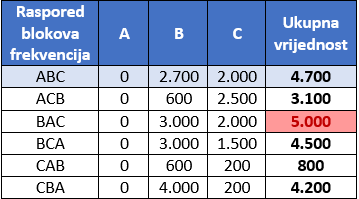 Raspored blokova frekvencija A B C Ukupna vrijednost
ABC 0 2.700 2.000 4.700
ACB 0 600 2.500 3.100
BAC 0 3.000 2.000 5.000
BCA 0 3.000 1.500 4.500
CAB 0 600 200 800
CBA 0 4.000 200 4.200